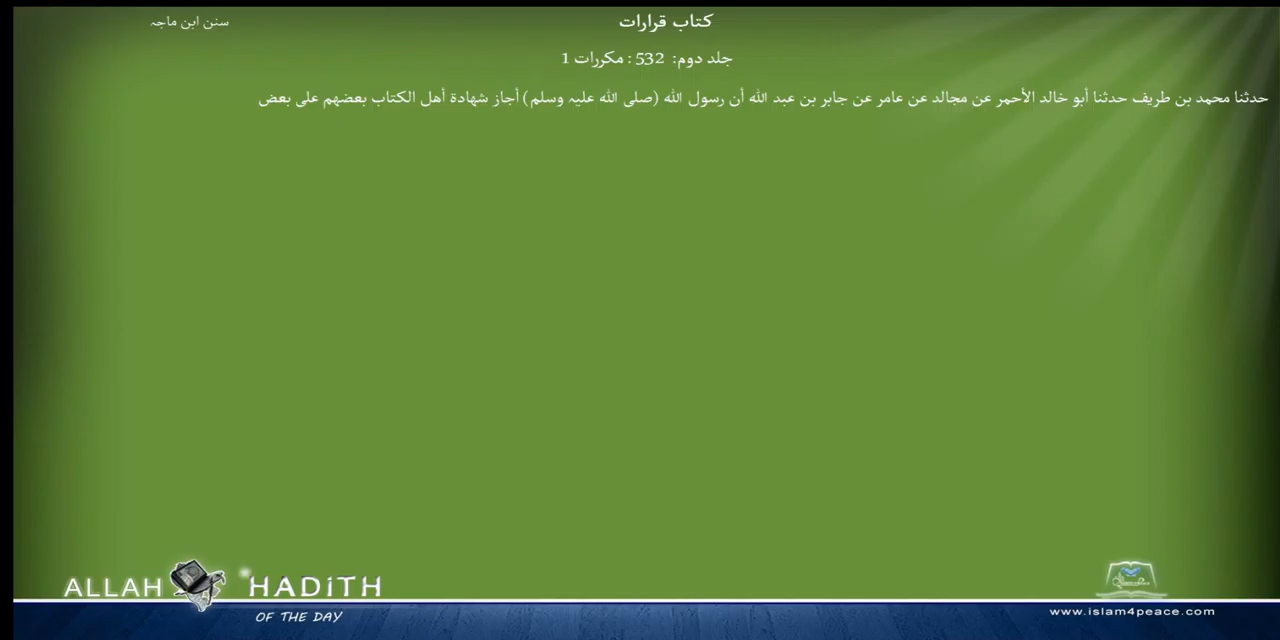 کتاب قرارات
سنن ابن ماجہ
جلد دوم: 532 : مکررات 1
حدثنا محمد بن طريف حدثنا أبو خالد الأحمر عن مجالد عن عامر عن جابر بن عبد الله أن رسول الله (صلى الله عليہ وسلم) أجاز شهادة أهل الكتاب بعضهم على بعض
ALLAH HADITH
OF THE DAY
www.islam4peace.com